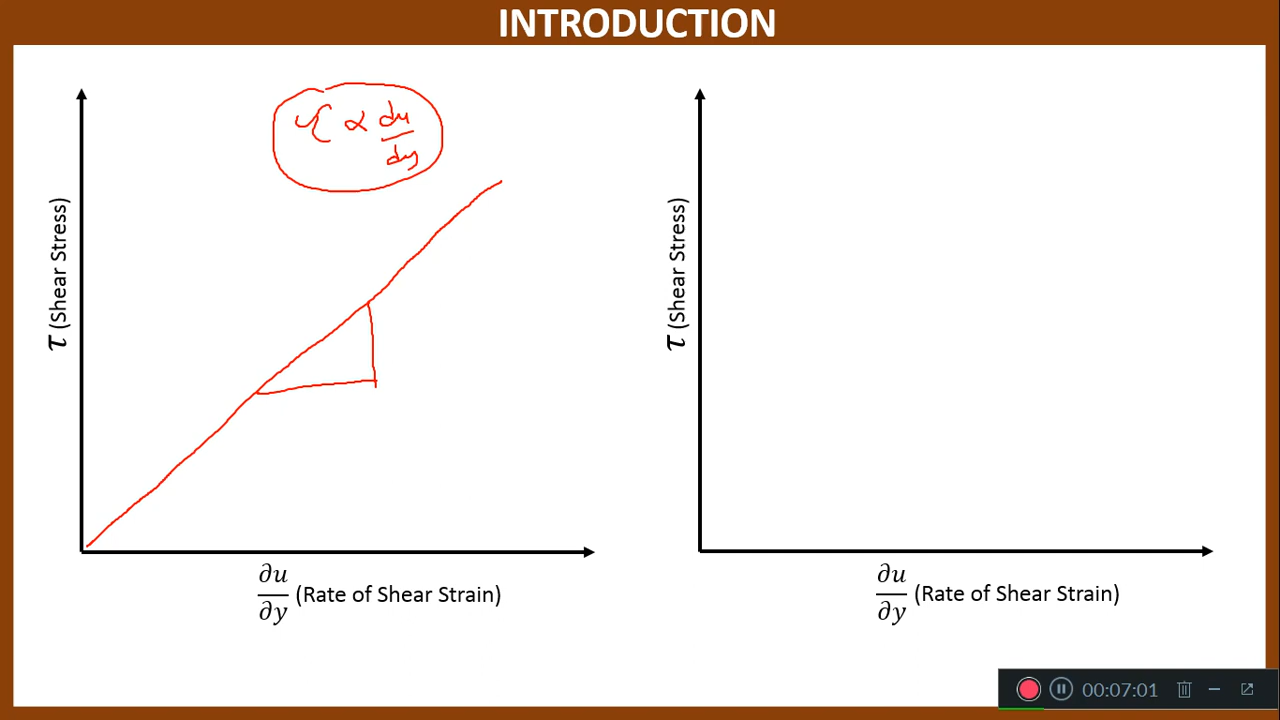 INTRODUCTION
τ ∝ du/dy
τ (Shear Stress)
∂u/∂y (Rate of Shear Strain)
τ (Shear Stress)
∂u/∂y (Rate of Shear Strain)
00:07:01